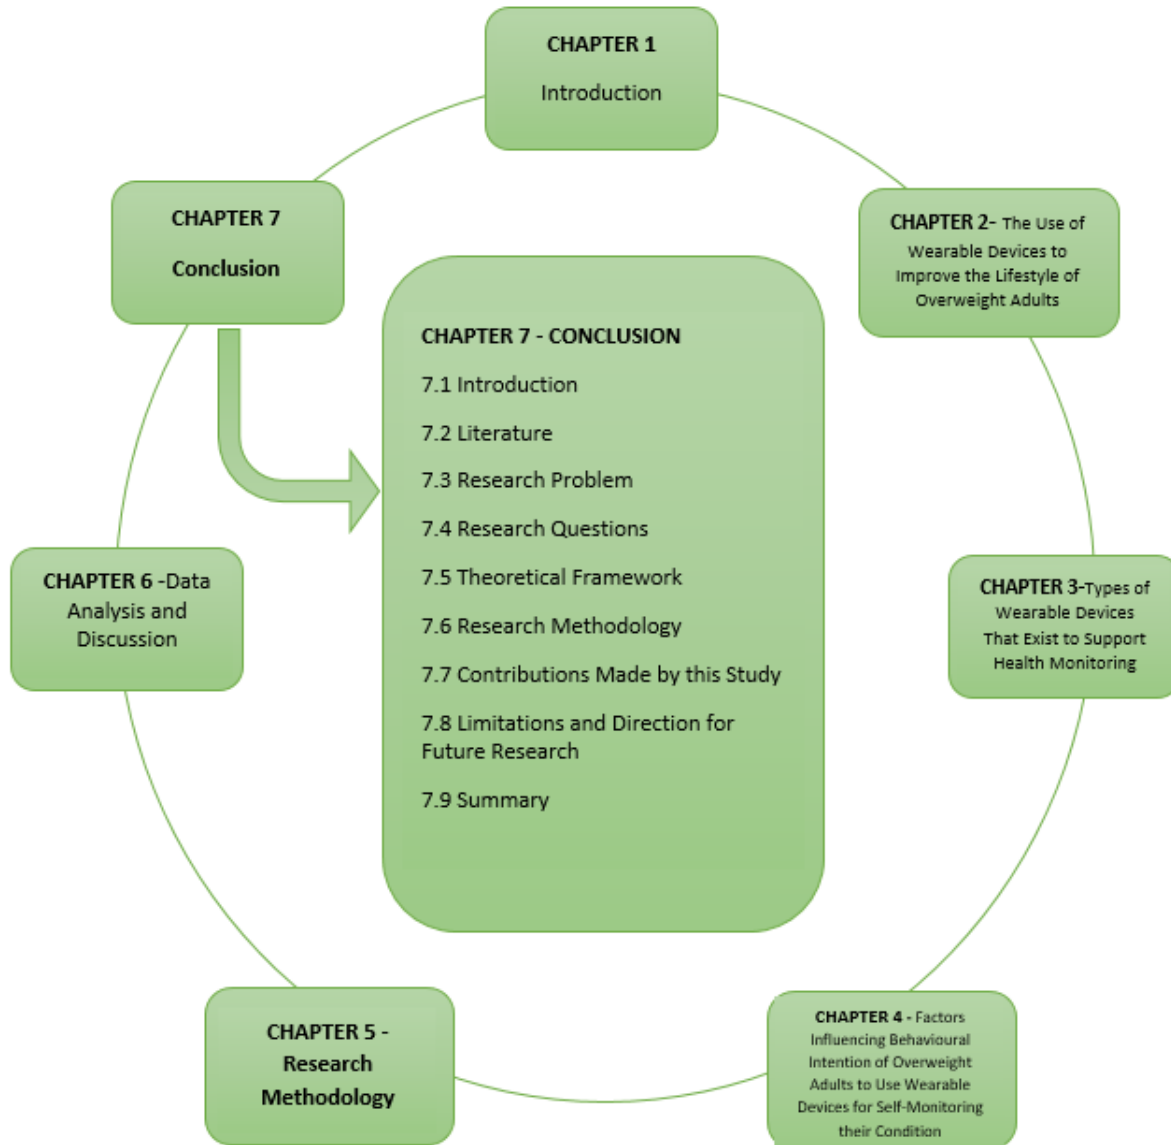 CHAPTER 1
Introduction
CHAPTER 2- The Use of
Wearable Devices to
Improve the Lifestyle of
Overweight Adults
CHAPTER 3-Types of
Wearable Devices
That Exist to Support
Health Monitoring
CHAPTER 4 - Factors
Influencing Behavioural
Intention of Overweight
Adults to Use Wearable
Devices for Self-Monitoring
their Condition
CHAPTER 5 -
Research
Methodology
CHAPTER 6 -Data
Analysis and
Discussion
CHAPTER 7
Conclusion
CHAPTER 7 - CONCLUSION
7.1 Introduction
7.2 Literature
7.3 Research Problem
7.4 Research Questions
7.5 Theoretical Framework
7.6 Research Methodology
7.7 Contributions Made by this Study
7.8 Limitations and Direction for
Future Research
7.9 Summary